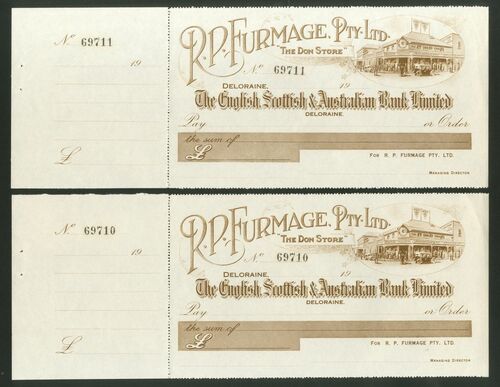 Nº 69711
19
£
R.P. FURMAGE, PTY. LTD.
"THE DON STORE"
Nº 69711
DELORAINE, 19
The English, Scottish & Australian Bank Limited
DELORAINE.
Pay or Order
the sum of
£
FOR R. P. FURMAGE PTY. LTD.
MANAGING DIRECTOR
Nº 69710
19
£
R.P. FURMAGE, PTY. LTD.
"THE DON STORE"
Nº 69710
DELORAINE, 19
The English, Scottish & Australian Bank Limited
DELORAINE.
Pay or Order
the sum of
£
FOR R. P. FURMAGE PTY. LTD.
MANAGING DIRECTOR